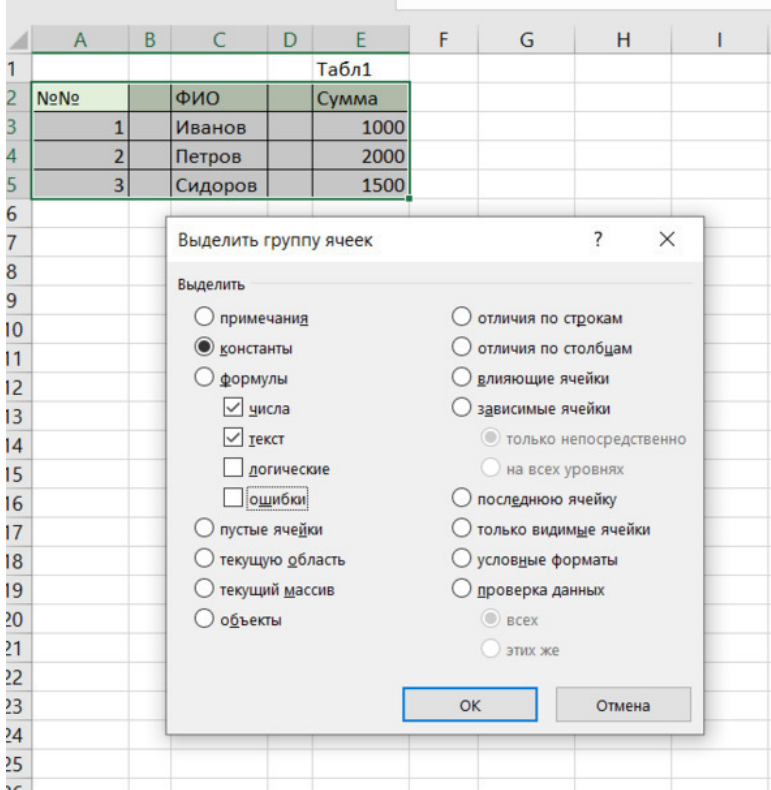 A B C D E F G H I
1 Табл1
2 №№ ФИО Сумма
3 1 Иванов 1000
4 2 Петров 2000
5 3 Сидоров 1500
6
7
8
9
10
11
12
13
14
15
16
17
18
19
20
21
22
23
24
25
Выделить группу ячеек ?
Выделить
примечания
константы
формулы
числа
текст
логические
ошибки
пустые ячейки
текущую область
текущий массив
объекты
отличия по строкам
отличия по столбцам
влияющие ячейки
зависимые ячейки
только непосредственно
на всех уровнях
последнюю ячейку
только видимые ячейки
условные форматы
проверка данных
всех
этих же
ОК Отмена